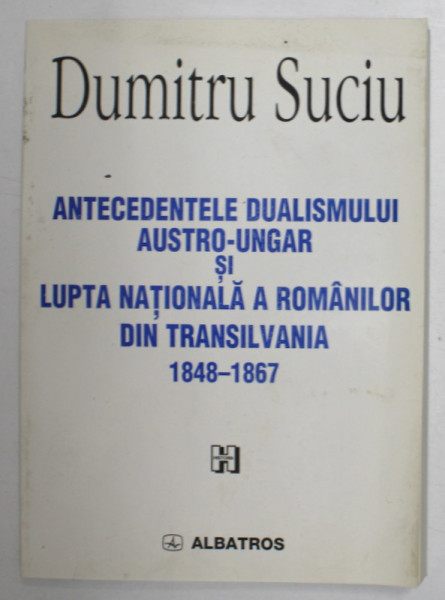 Dumitru Suciu
ANTECEDENTELE DUALISMULUI
AUSTRO-UNGAR
ȘI
LUPTA NAȚIONALĂ A ROMÂNILOR
DIN TRANSILVANIA
1848–1867
ALBATROS